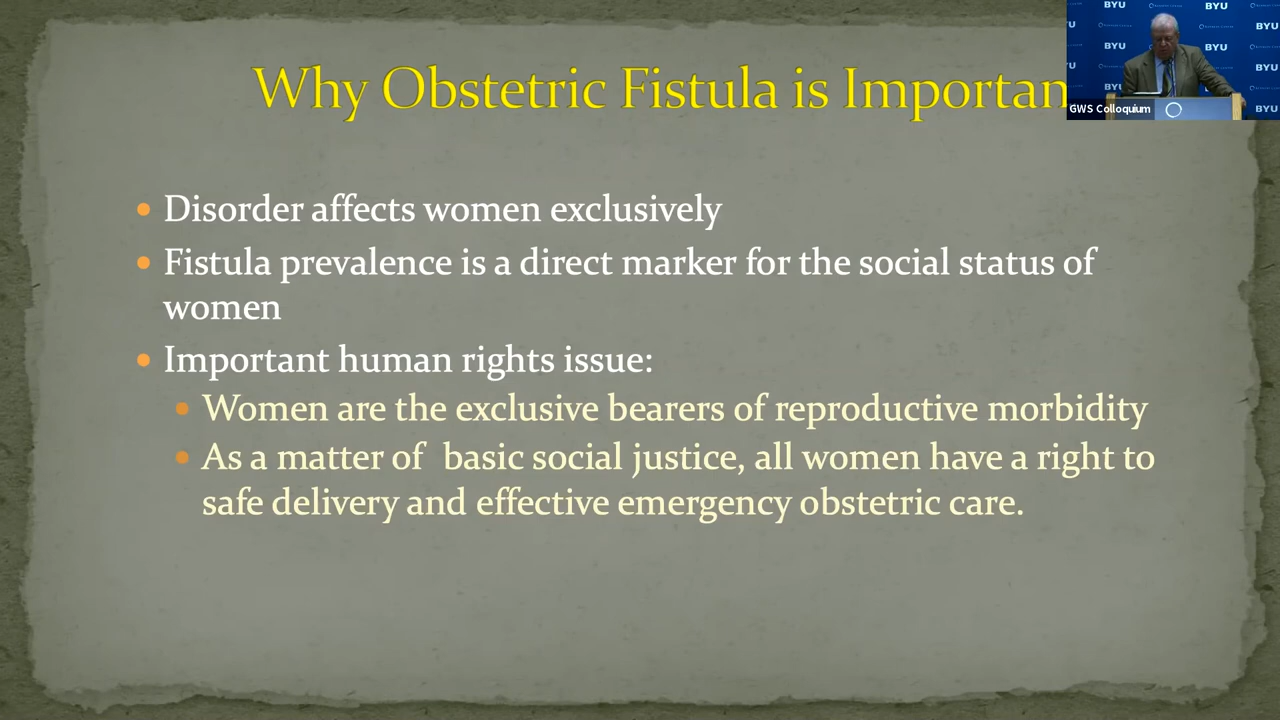 Why Obstetric Fistula is Importan
BYU
BYU
BYU
BYU
BYU
BYU
BYU
GWS Colloquium
Disorder affects women exclusively
Fistula prevalence is a direct marker for the social status of
women
Important human rights issue:
Women are the exclusive bearers of reproductive morbidity
As a matter of  basic social justice, all women have a right to
safe delivery and effective emergency obstetric care.